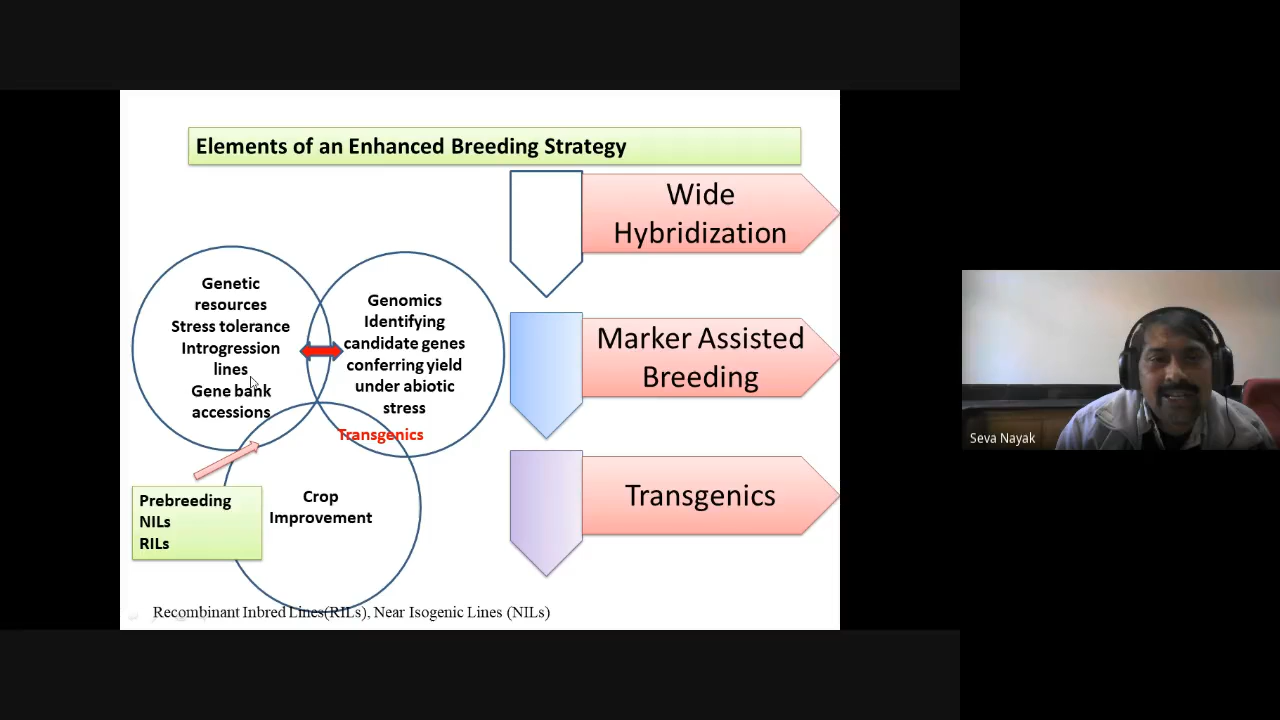 Elements of an Enhanced Breeding Strategy
Wide
Hybridization
Genetic
resources
Stress tolerance
Introgression
lines
Gene bank
accessions
Genomics
Identifying
candidate genes
conferring yield
under abiotic
stress
Transgenics
Marker Assisted
Breeding
Prebreeding
NILs
RILs
Crop
Improvement
Transgenics
Recombinant Inbred Lines(RILs), Near Isogenic Lines (NILs)
Seva Nayak